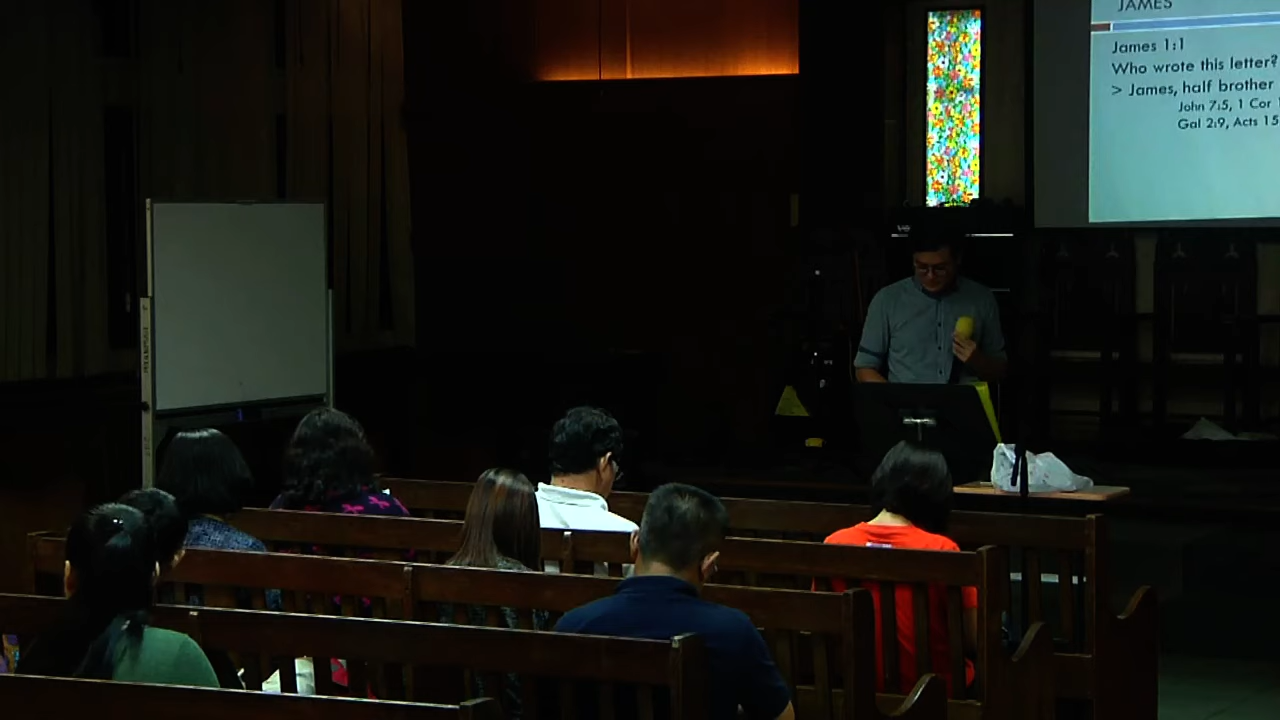 JAMES
James 1:1
Who wrote this letter?
> James, half brother
John 7:5, 1 Cor
Gal 2:9, Acts 15